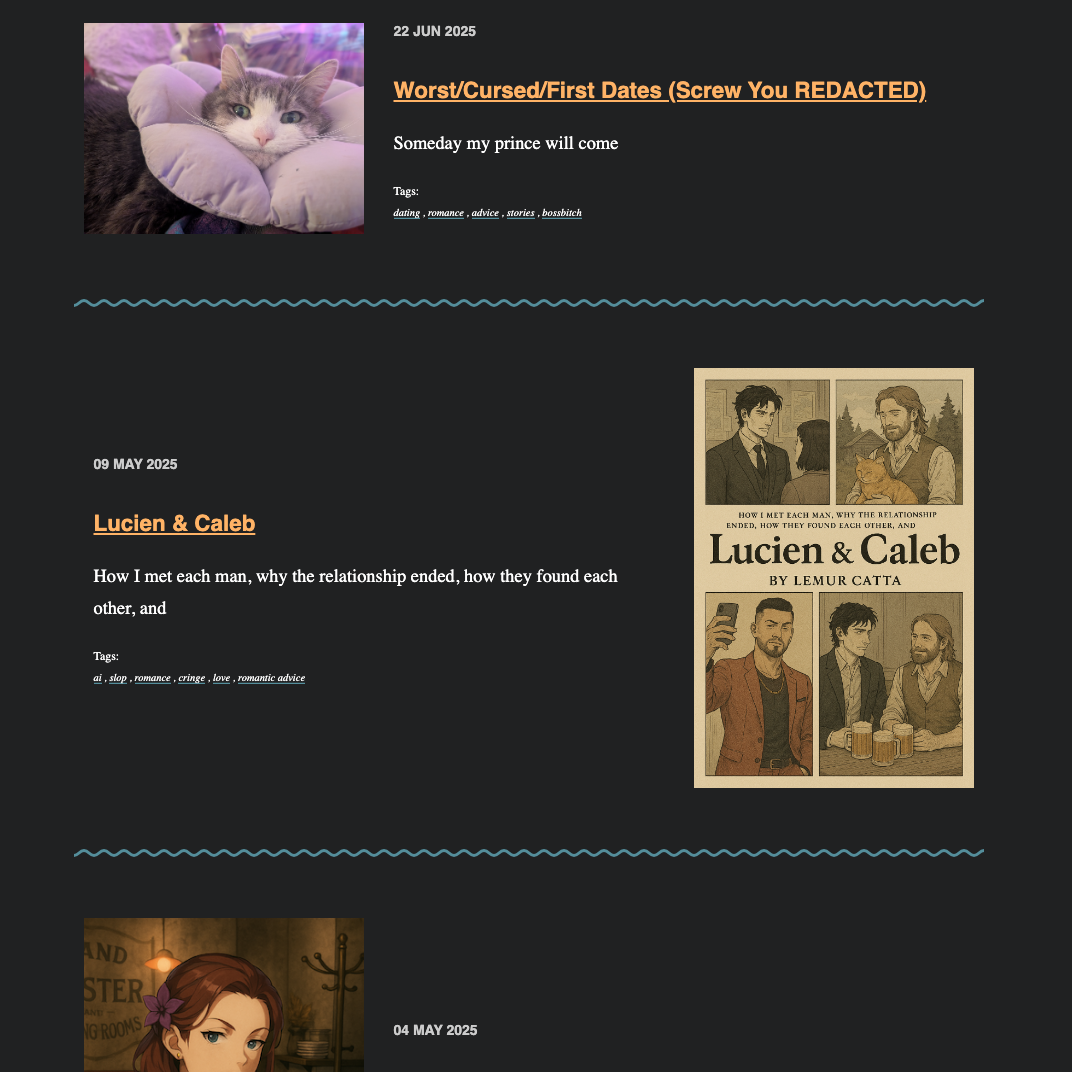 22 JUN 2025
Worst/Cursed/First Dates (Screw You REDACTED)
Someday my prince will come
Tags:
dating , romance , advice , stories , bossbitch
09 MAY 2025
Lucien & Caleb
How I met each man, why the relationship ended, how they found each
other, and
Tags:
ai , slop , romance , cringe , love , romantic advice
HOW I MET EACH MAN, WHY THE RELATIONSHIP
ENDED, HOW THEY FOUND EACH OTHER, AND
Lucien & Caleb
BY LEMUR CATTA
AND
STER
AND
NG ROOMS
04 MAY 2025